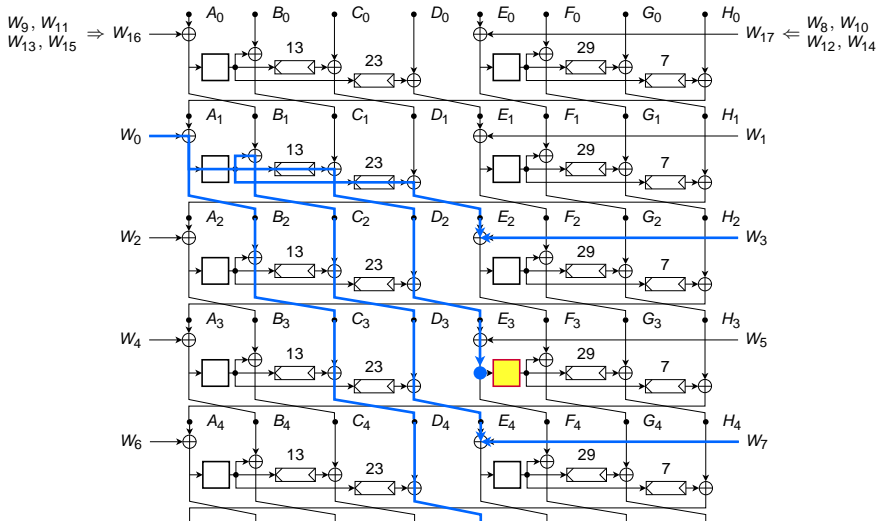 W9, W11
W13, W15 ⇒ W16
A0 B0 C0 D0 E0 F0 G0 H0
W17 ⇐ W8, W10
W12, W14
13 23 29 7
A1 B1 C1 D1 E1 F1 G1 H1
W0 W1
13 23 29 7
A2 B2 C2 D2 E2 F2 G2 H2
W2 W3
13 23 29 7
A3 B3 C3 D3 E3 F3 G3 H3
W4 W5
13 23 29 7
A4 B4 C4 D4 E4 F4 G4 H4
W6 W7
13 23 29 7